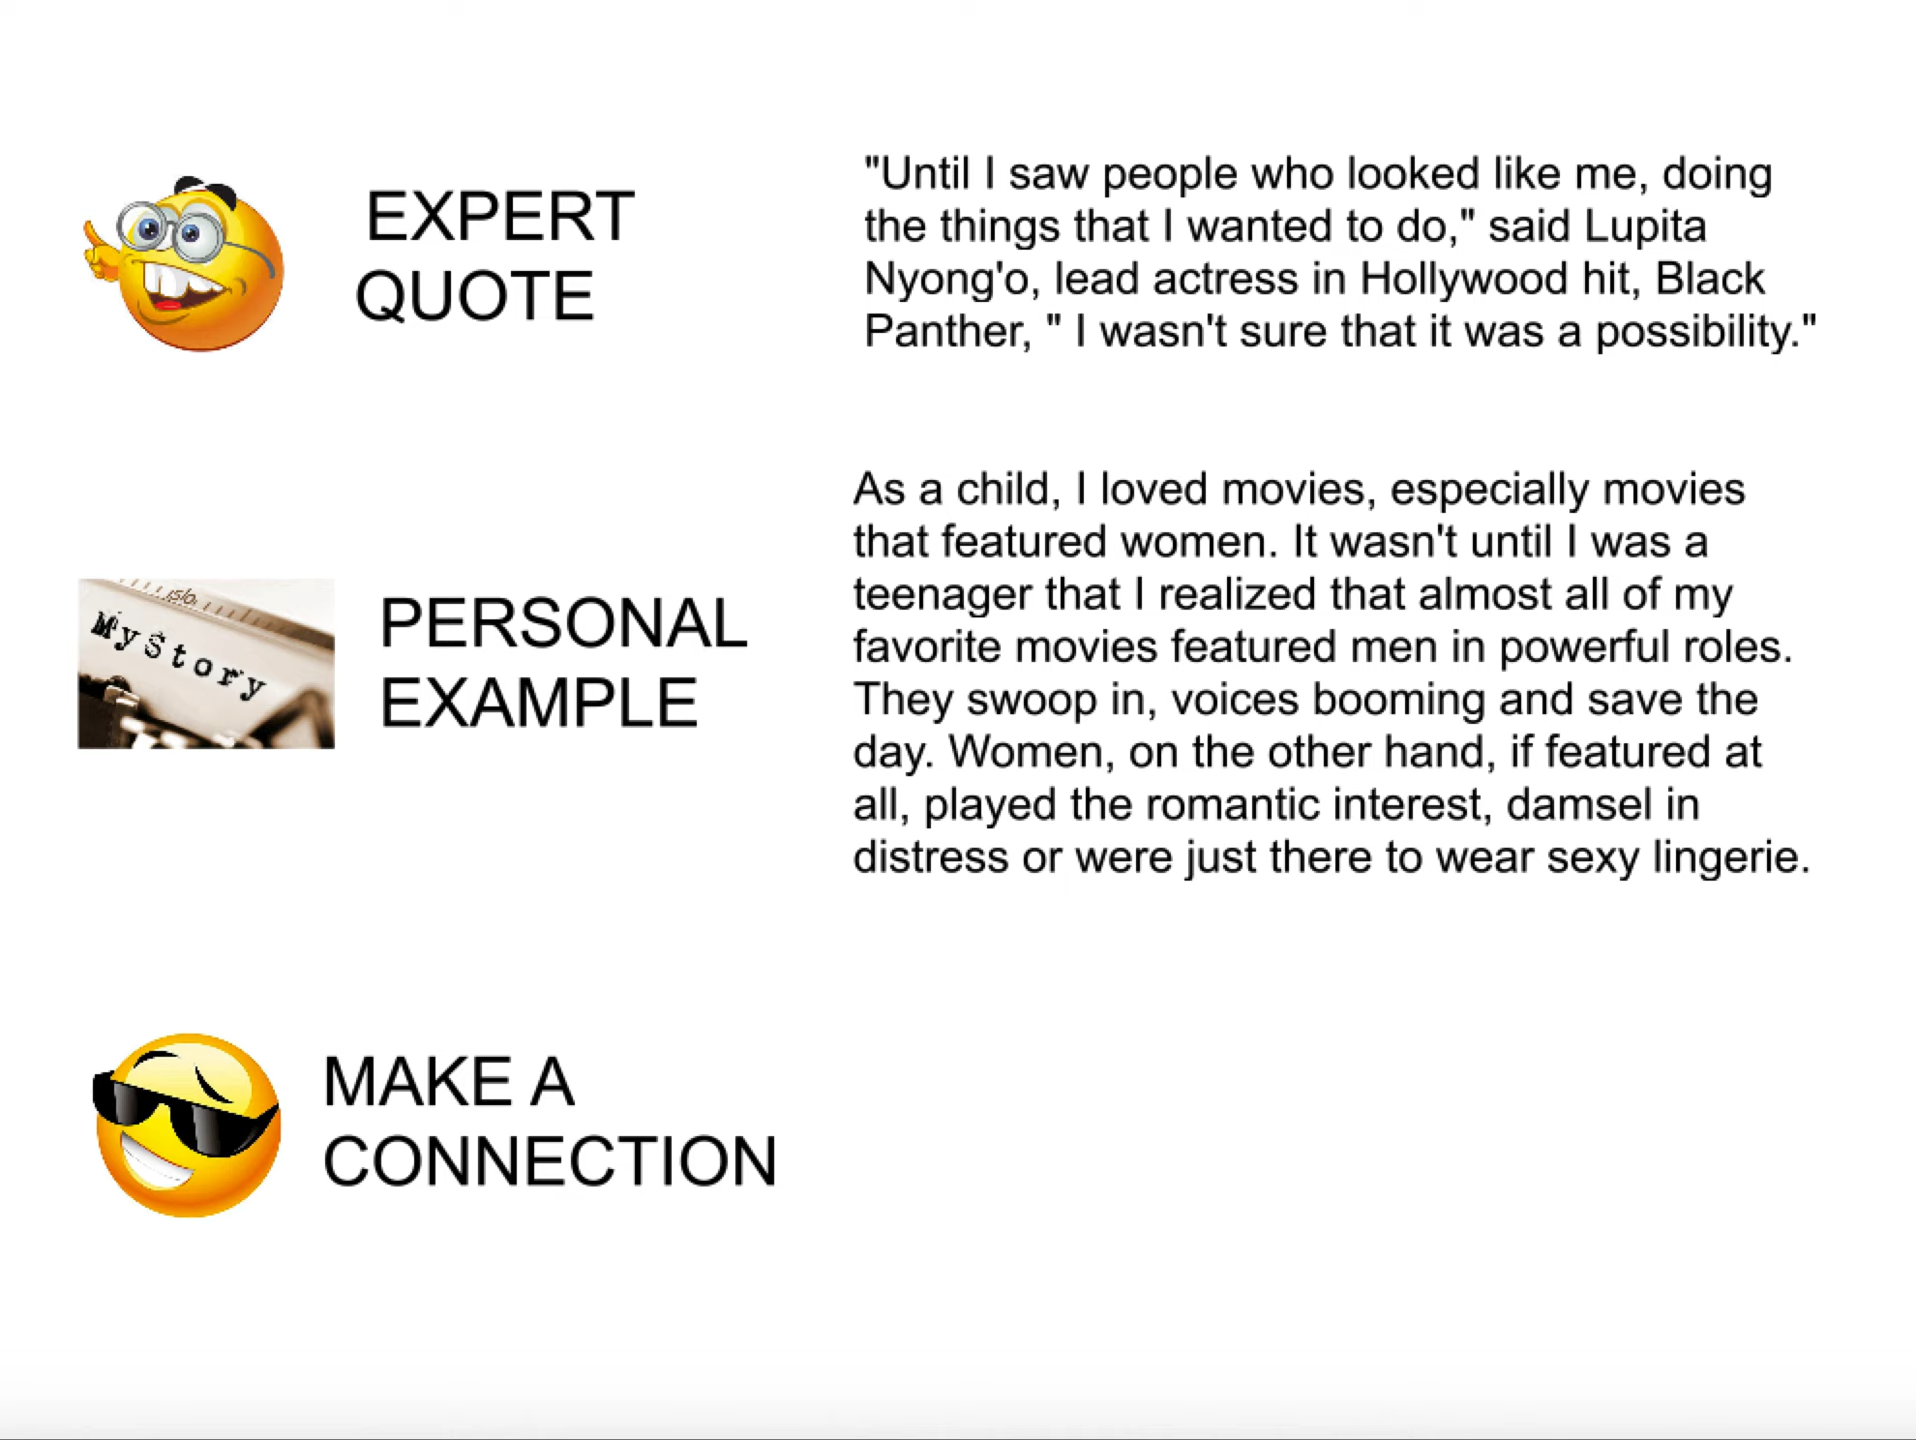 EXPERT
QUOTE
"Until I saw people who looked like me, doing
the things that I wanted to do," said Lupita
Nyong'o, lead actress in Hollywood hit, Black
Panther, " I wasn't sure that it was a possibility."
My Story
PERSONAL
EXAMPLE
As a child, I loved movies, especially movies
that featured women. It wasn't until I was a
teenager that I realized that almost all of my
favorite movies featured men in powerful roles.
They swoop in, voices booming and save the
day. Women, on the other hand, if featured at
all, played the romantic interest, damsel in
distress or were just there to wear sexy lingerie.
MAKE A
CONNECTION